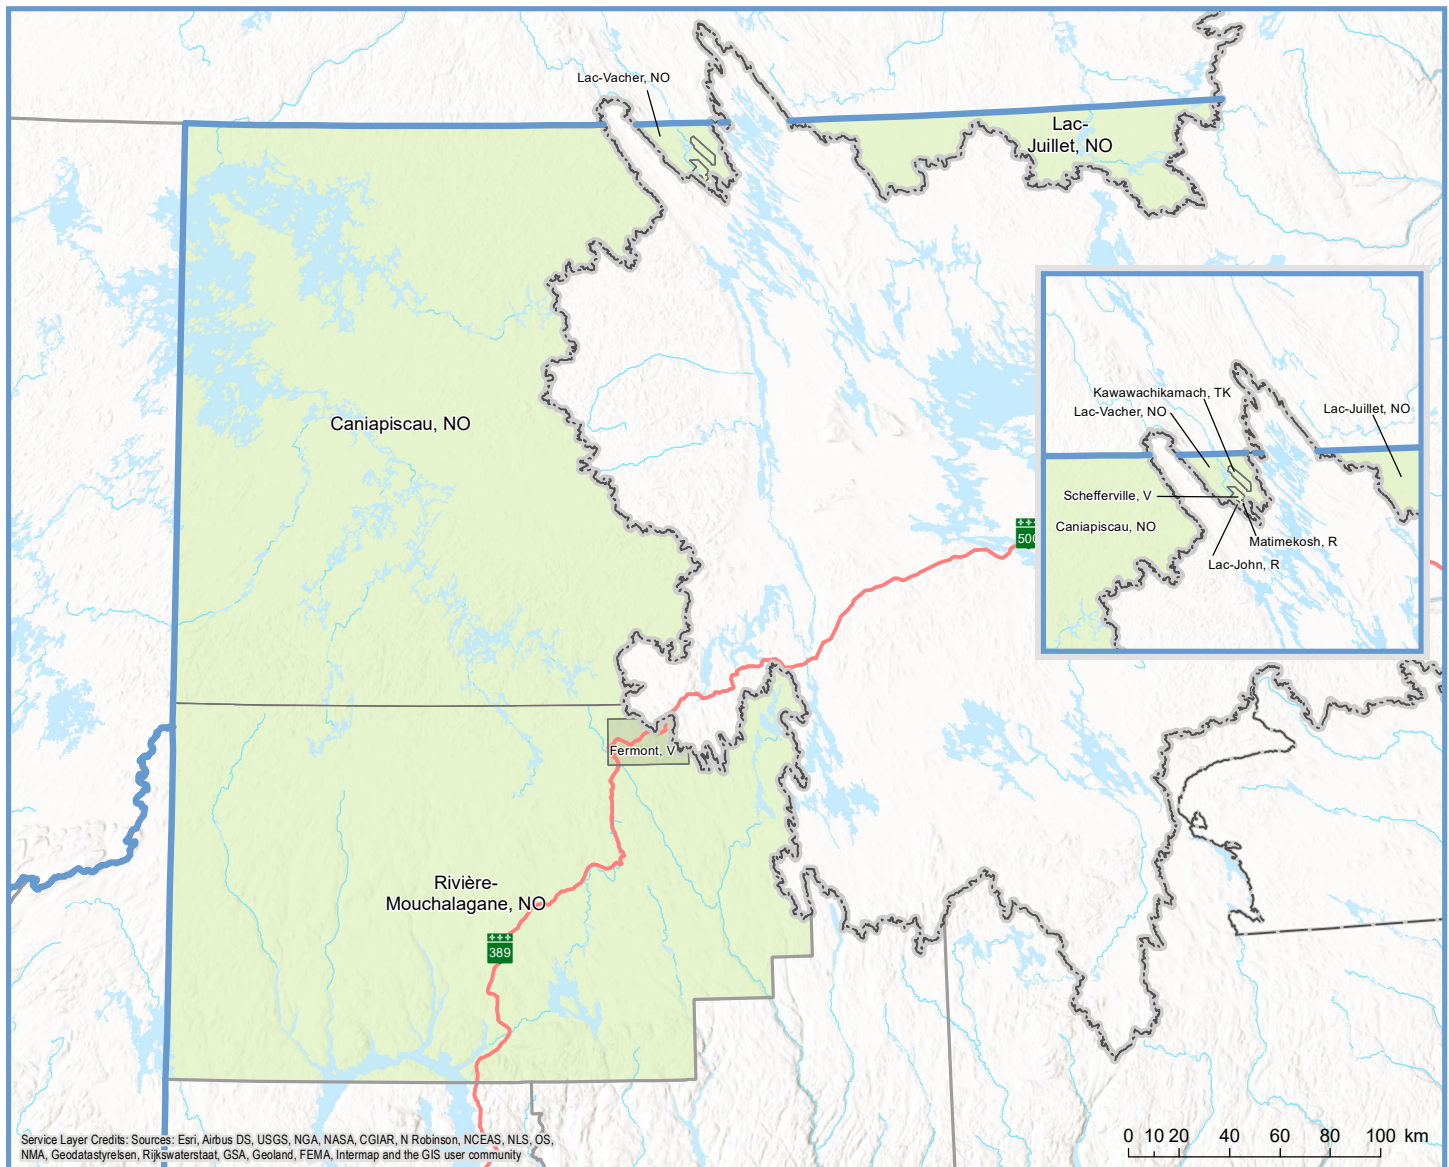 Lac-Vacher, NO
Lac-
Juillet, NO
Caniapiscau, NO
Kawawachikamach, TK
Lac-Vacher, NO
Lac-Juillet, NO
Schefferville, V
Caniapiscau, NO
Matimekosh, R
Lac-John, R
500
Fermont, V
Rivière-
Mouchalagane, NO
389
0 10 20 40 60 80 100 km
Service Layer Credits: Sources: Esri, Airbus DS, USGS, NGA, NASA, CGIAR, N Robinson, NCEAS, NLS, OS,
NMA, Geodatastyrelsen, Rijkswaterstaat, GSA, Geoland, FEMA, Intermap and the GIS user community